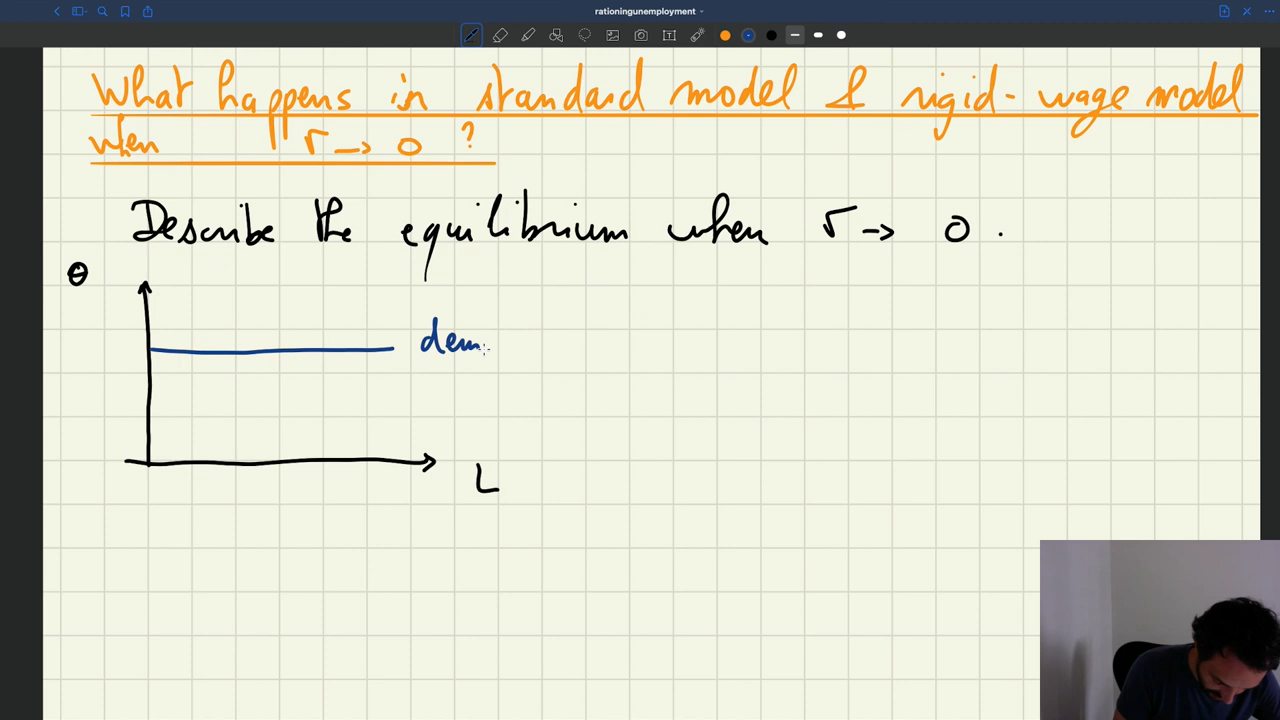 rationingunemployment
What happens in standard model & rigid-wage model
when r → 0 ?
Describe the equilibrium when r → 0 .
θ
dem
L